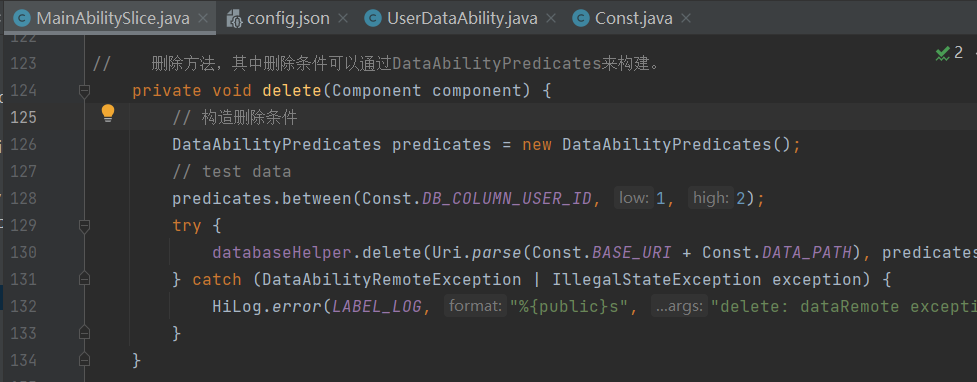 MainAbilitySlice.java × config.json × UserDataAbility.java × Const.java ×
122
123 // 删除方法，其中删除条件可以通过DataAbilityPredicates来构建。 2
124 private void delete(Component component) {
125 // 构造删除条件
126 DataAbilityPredicates predicates = new DataAbilityPredicates();
127 // test data
128 predicates.between(Const.DB_COLUMN_USER_ID, low: 1, high: 2);
129 try {
130 databaseHelper.delete(Uri.parse(Const.BASE_URI + Const.DATA_PATH), predicates
131 } catch (DataAbilityRemoteException | IllegalStateException exception) {
132 HiLog.error(LABEL_LOG, format: "%{public}s", ...args: "delete: dataRemote excepti
133 }
134 }